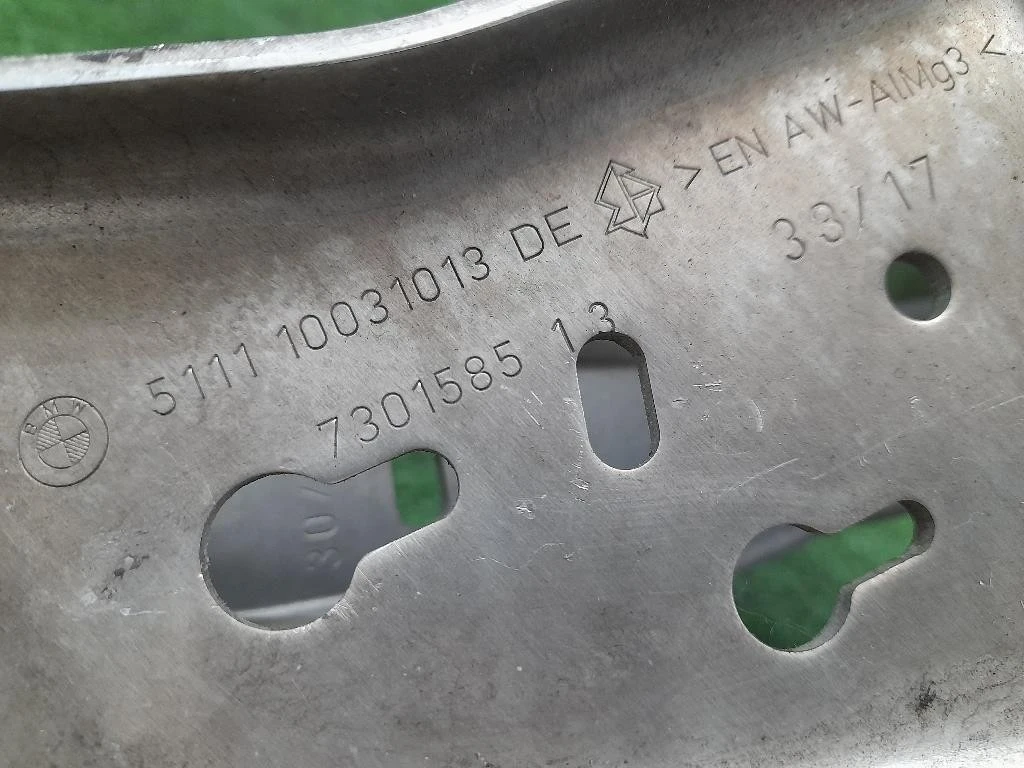 BMW
5111 10031013 DE > EN AW-AlMg3 <
33/17
7301585 13
30/